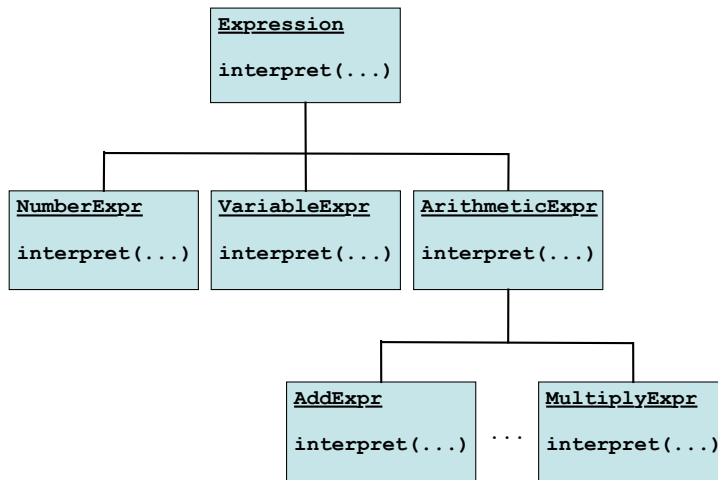 Expression
interpret(...)
NumberExpr
interpret(...)
VariableExpr
interpret(...)
ArithmeticExpr
interpret(...)
AddExpr
interpret(...)
...
MultiplyExpr
interpret(...)